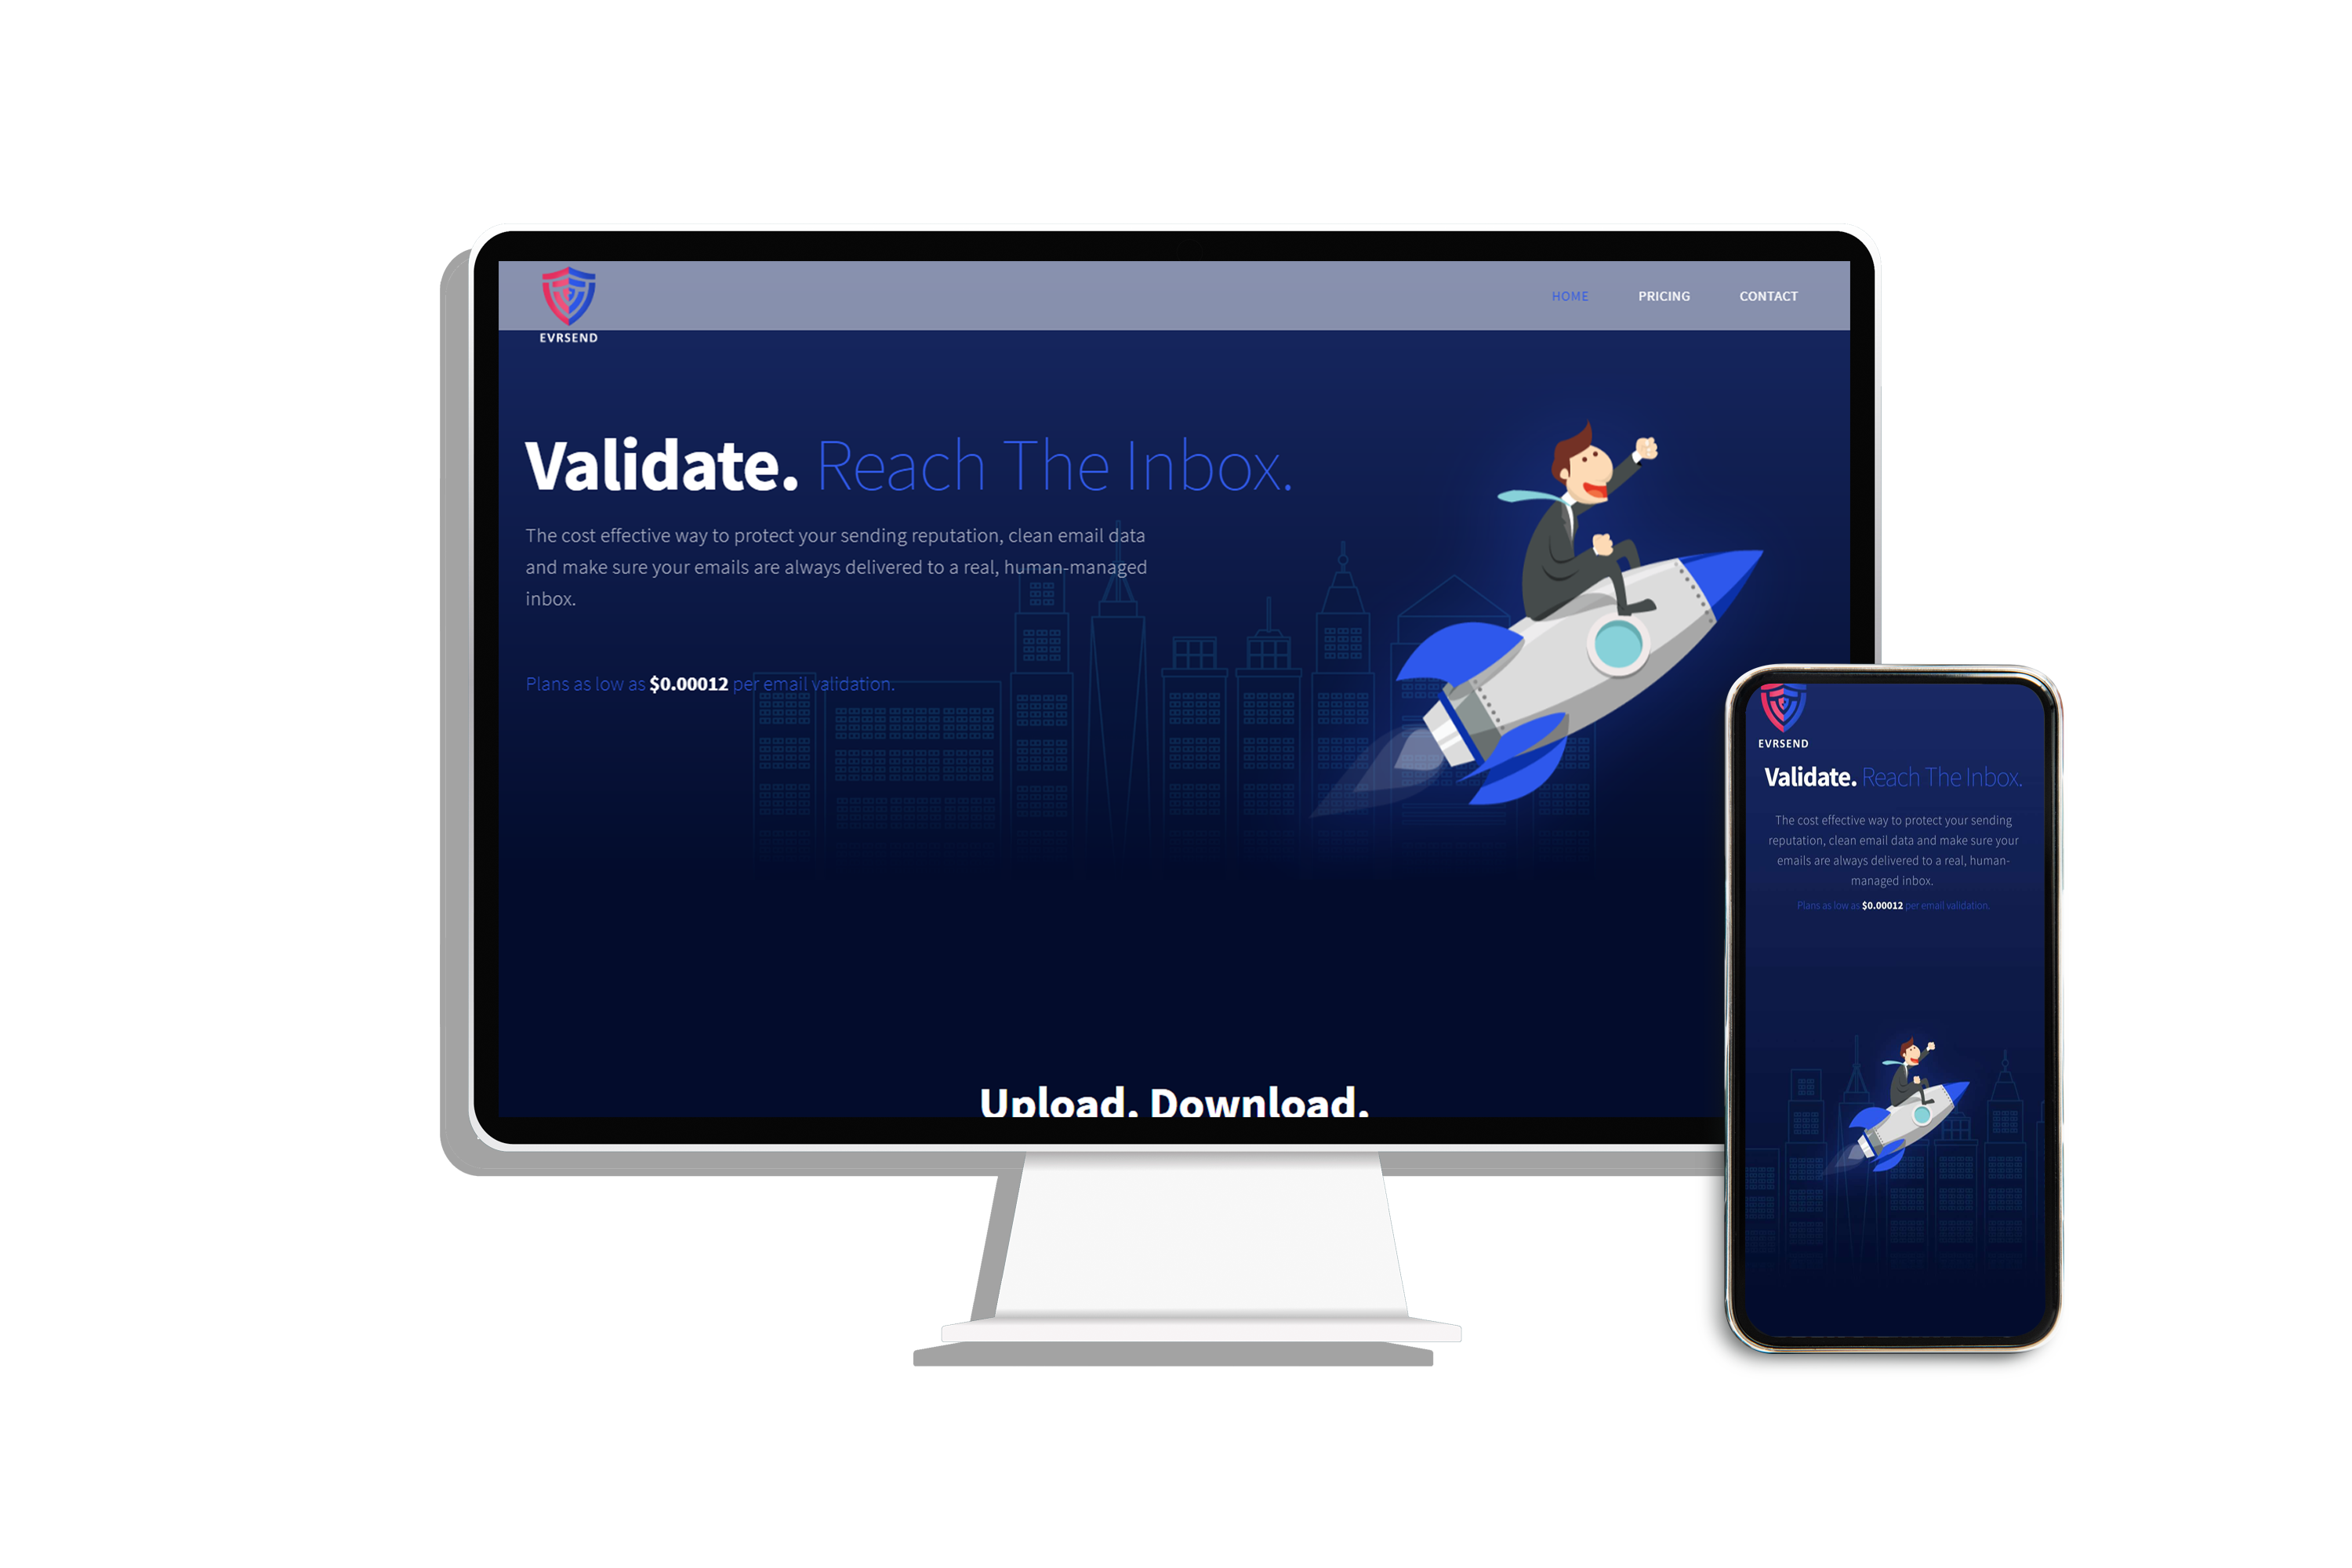 HOME PRICING CONTACT
EVRSEND
Validate. Reach The Inbox.
The cost effective way to protect your sending reputation, clean email data
and make sure your emails are always delivered to a real, human-managed
inbox.
Plans as low as $0.00012 per email validation.
Upload. Download.
EVRSEND
Validate. Reach The Inbox.
The cost effective way to protect your sending
reputation, clean email data and make sure your
emails are always delivered to a real, human-
managed inbox.
Plans as low as $0.00012 per email validation.